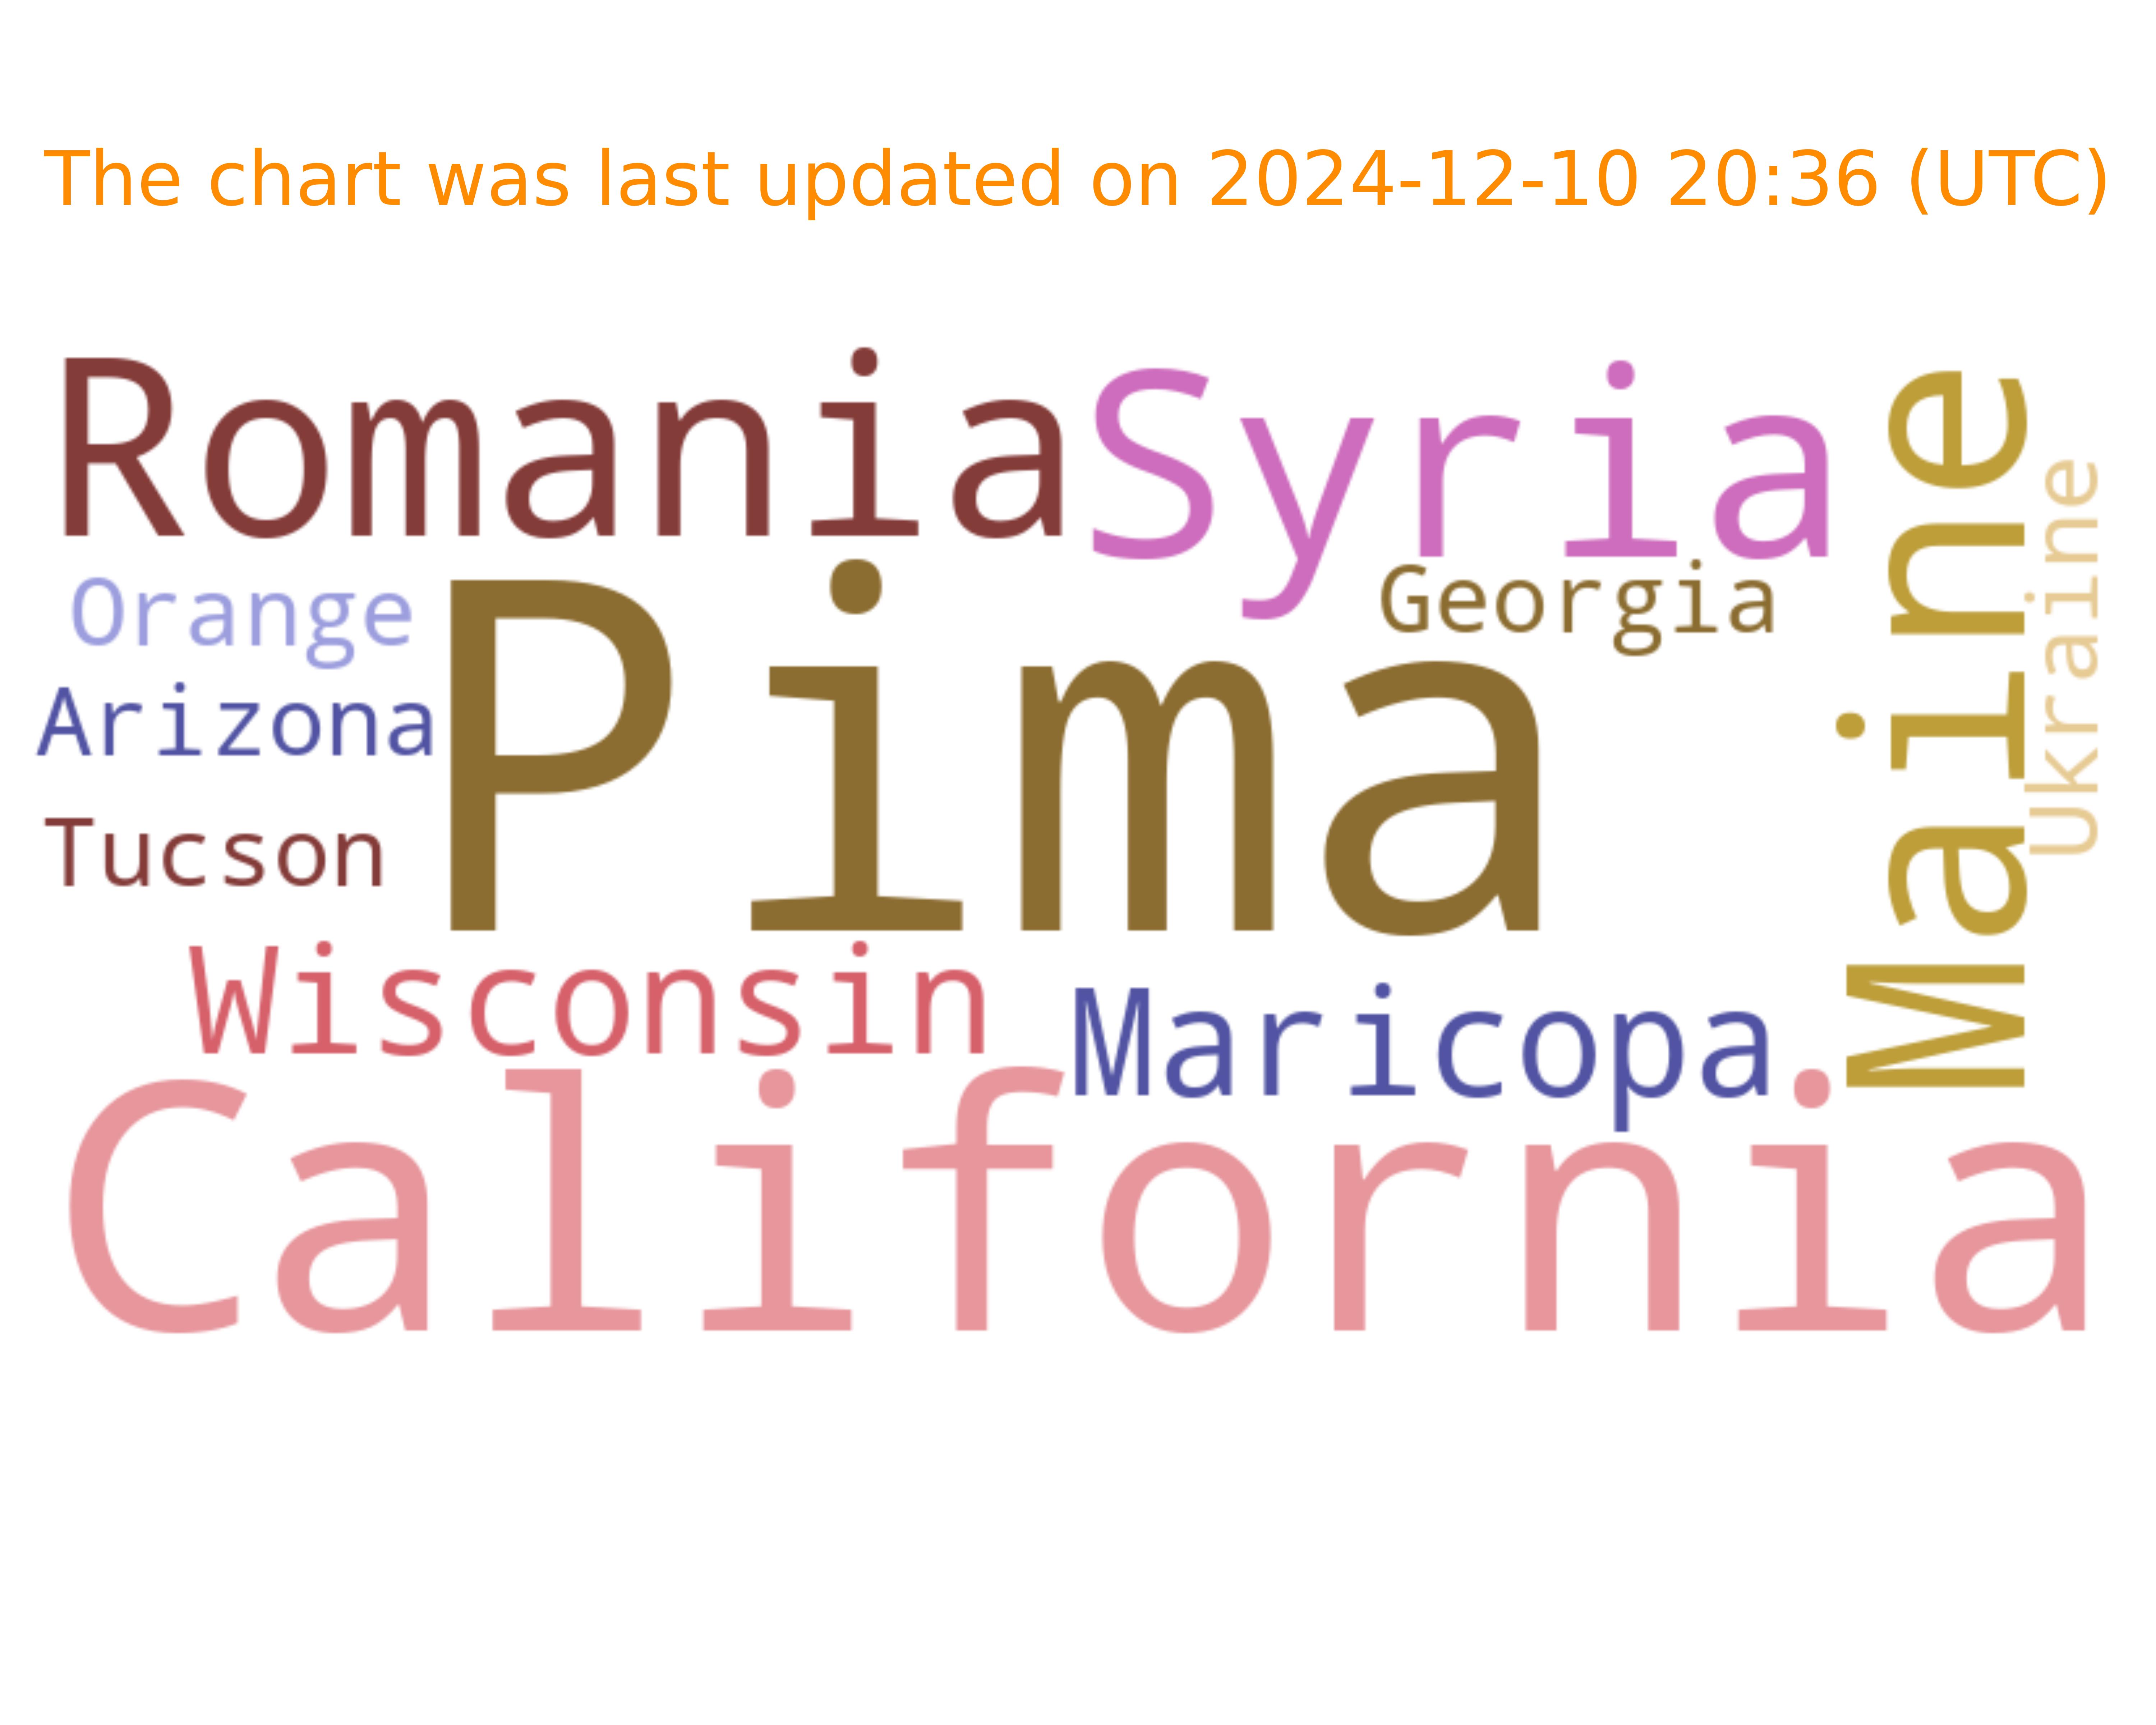 The chart was last updated on 2024-12-10 20:36 (UTC)
Romania
Syria
Maine
Ukraine
Orange
Georgia
Pima
Arizona
Tucson
Wisconsin
Maricopa
California